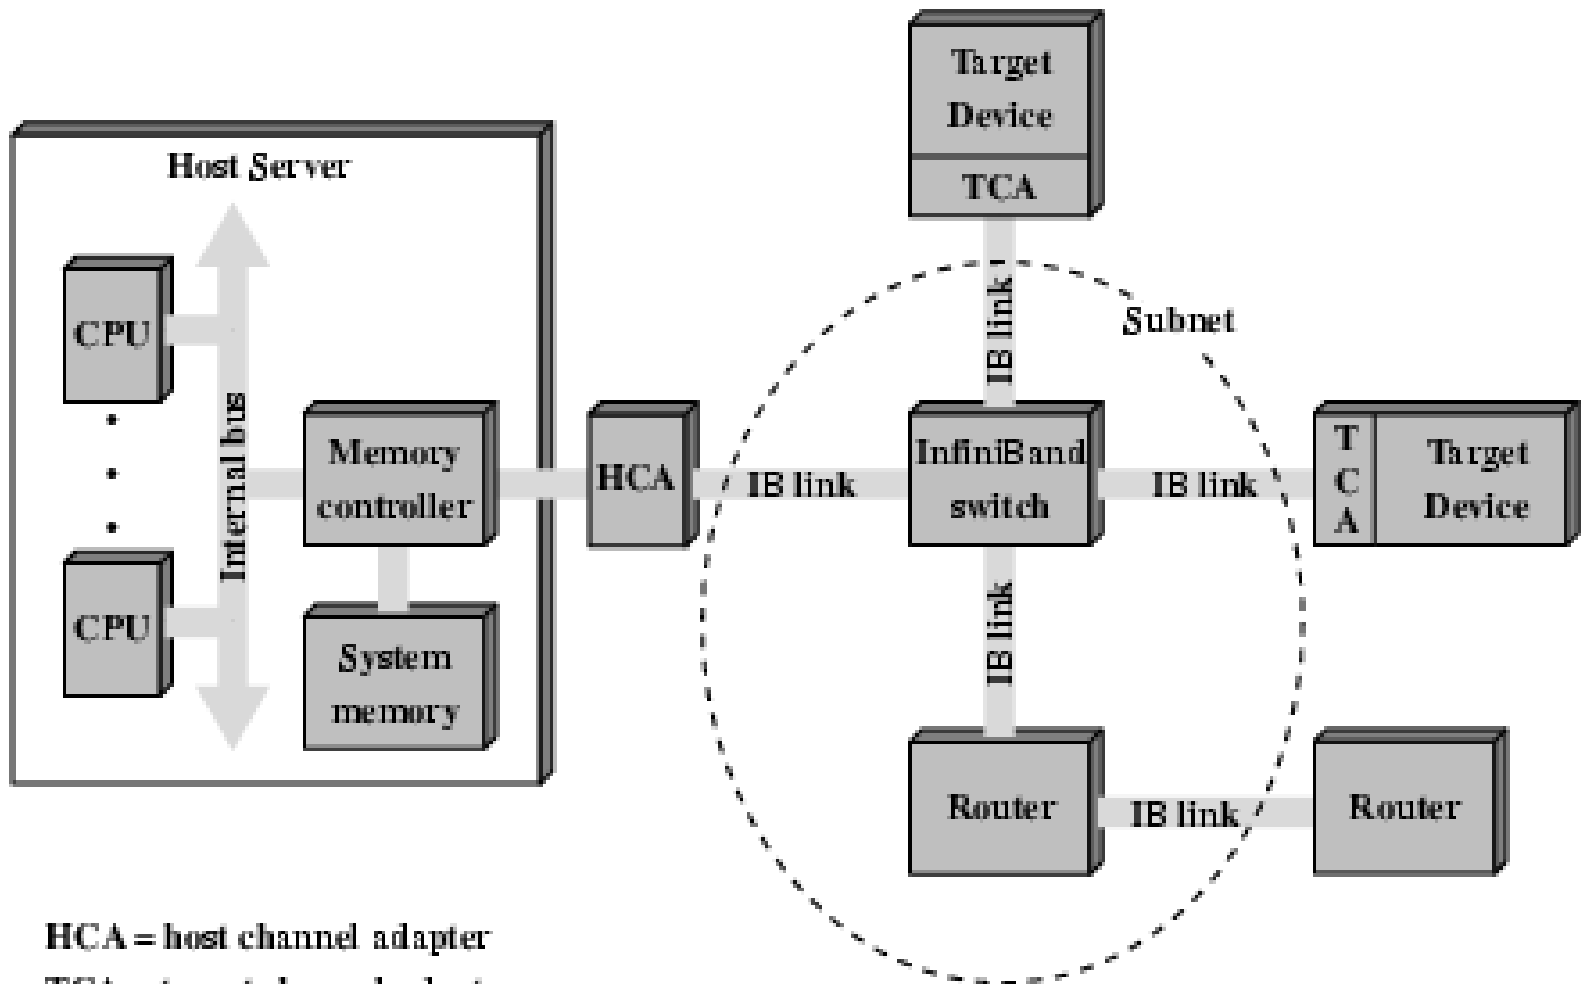 Target
Device
TCA
Host Server
IB link
Subnet
CPU
Internal bus
Memory
controller
HCA
IB link
InfiniBand
switch
IB link
T
C
A
Target
Device
CPU
System
memory
IB link
Router
IB link
Router
HCA = host channel adapter